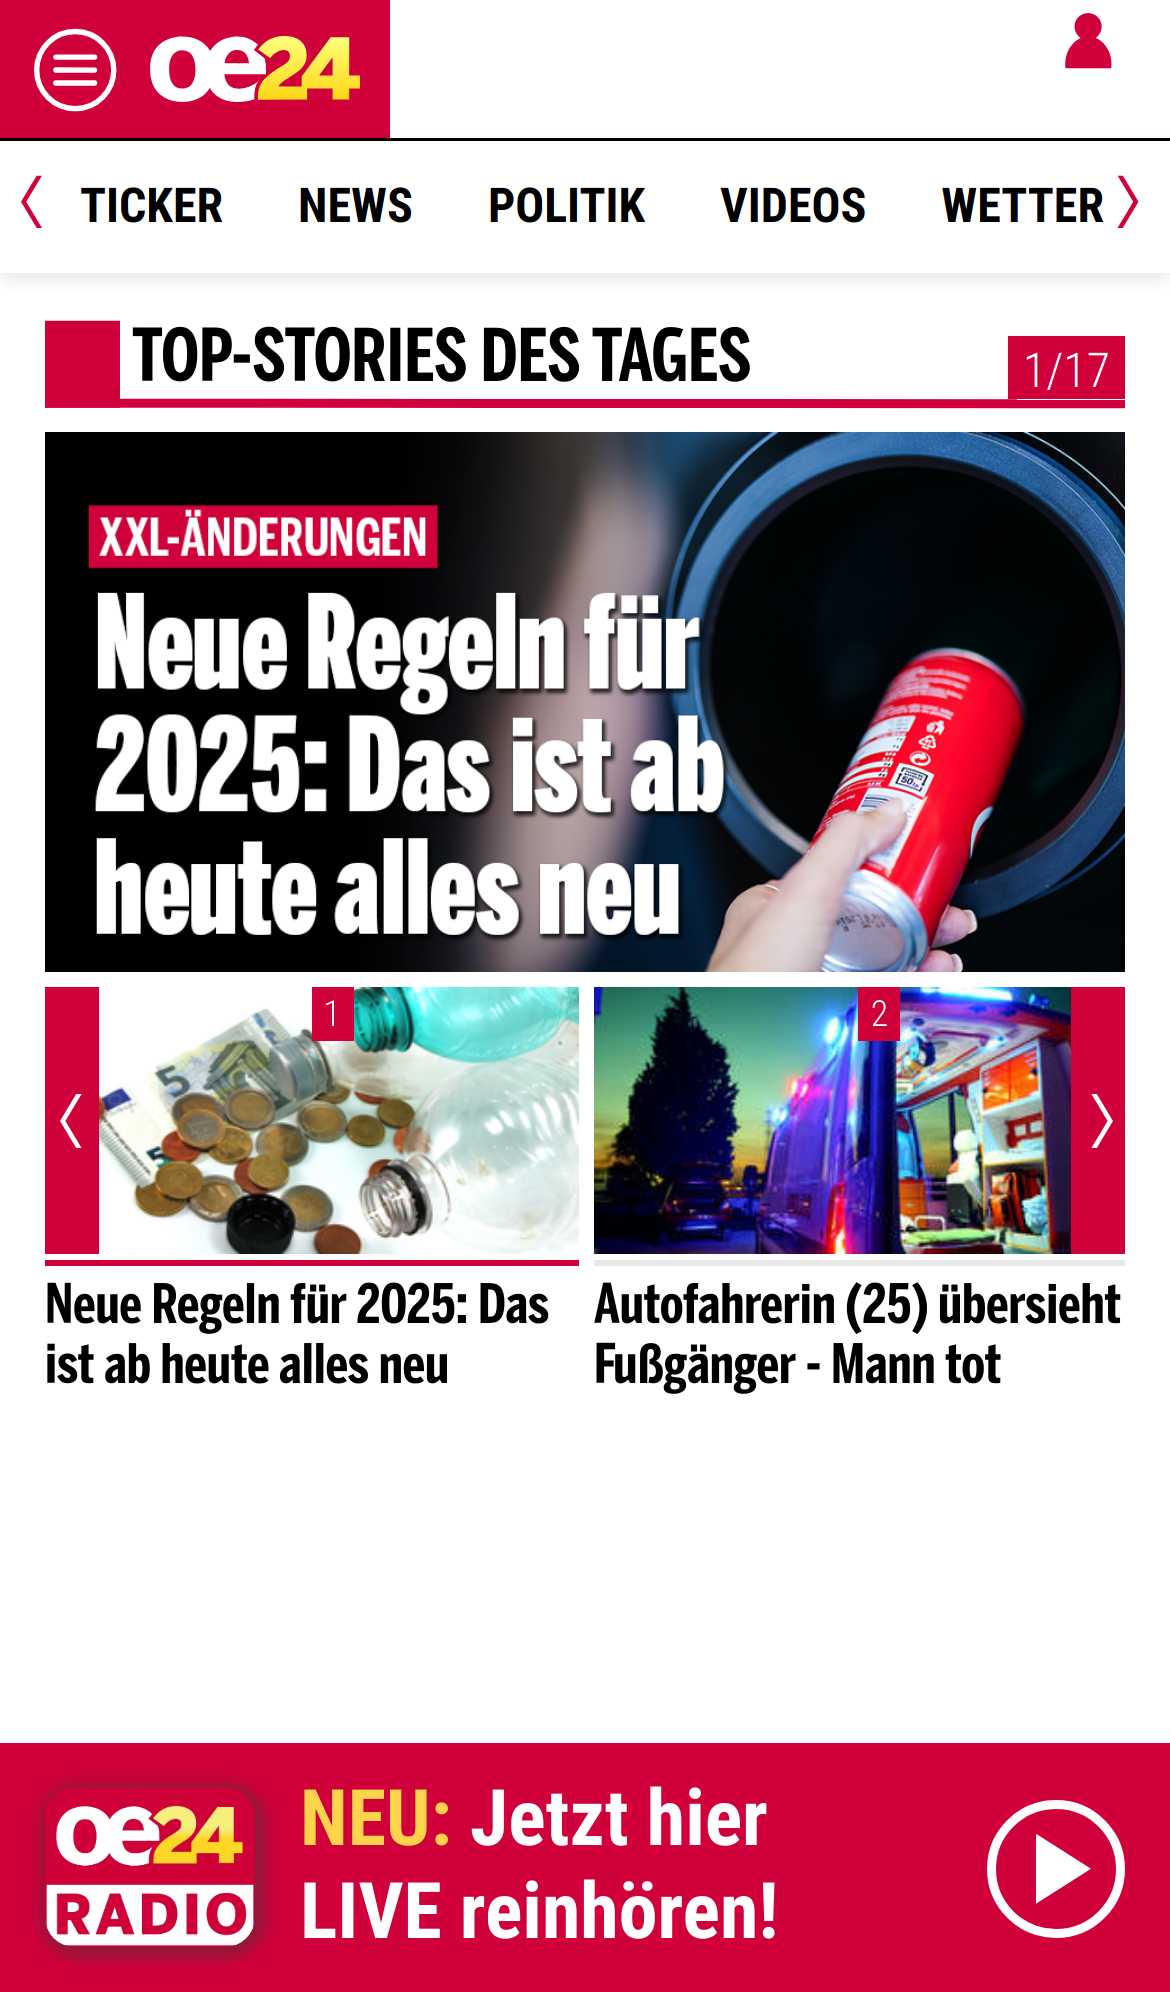 oe24
TICKER NEWS POLITIK VIDEOS WETTER
TOP-STORIES DES TAGES
1/17
XXL-ÄNDERUNGEN
Neue Regeln für
2025: Das ist ab
heute alles neu
1
2
5
5
Neue Regeln für 2025: Das
ist ab heute alles neu
Autofahrerin (25) übersieht
Fußgänger - Mann tot
oe24
RADIO
NEU: Jetzt hier
LIVE reinhören!